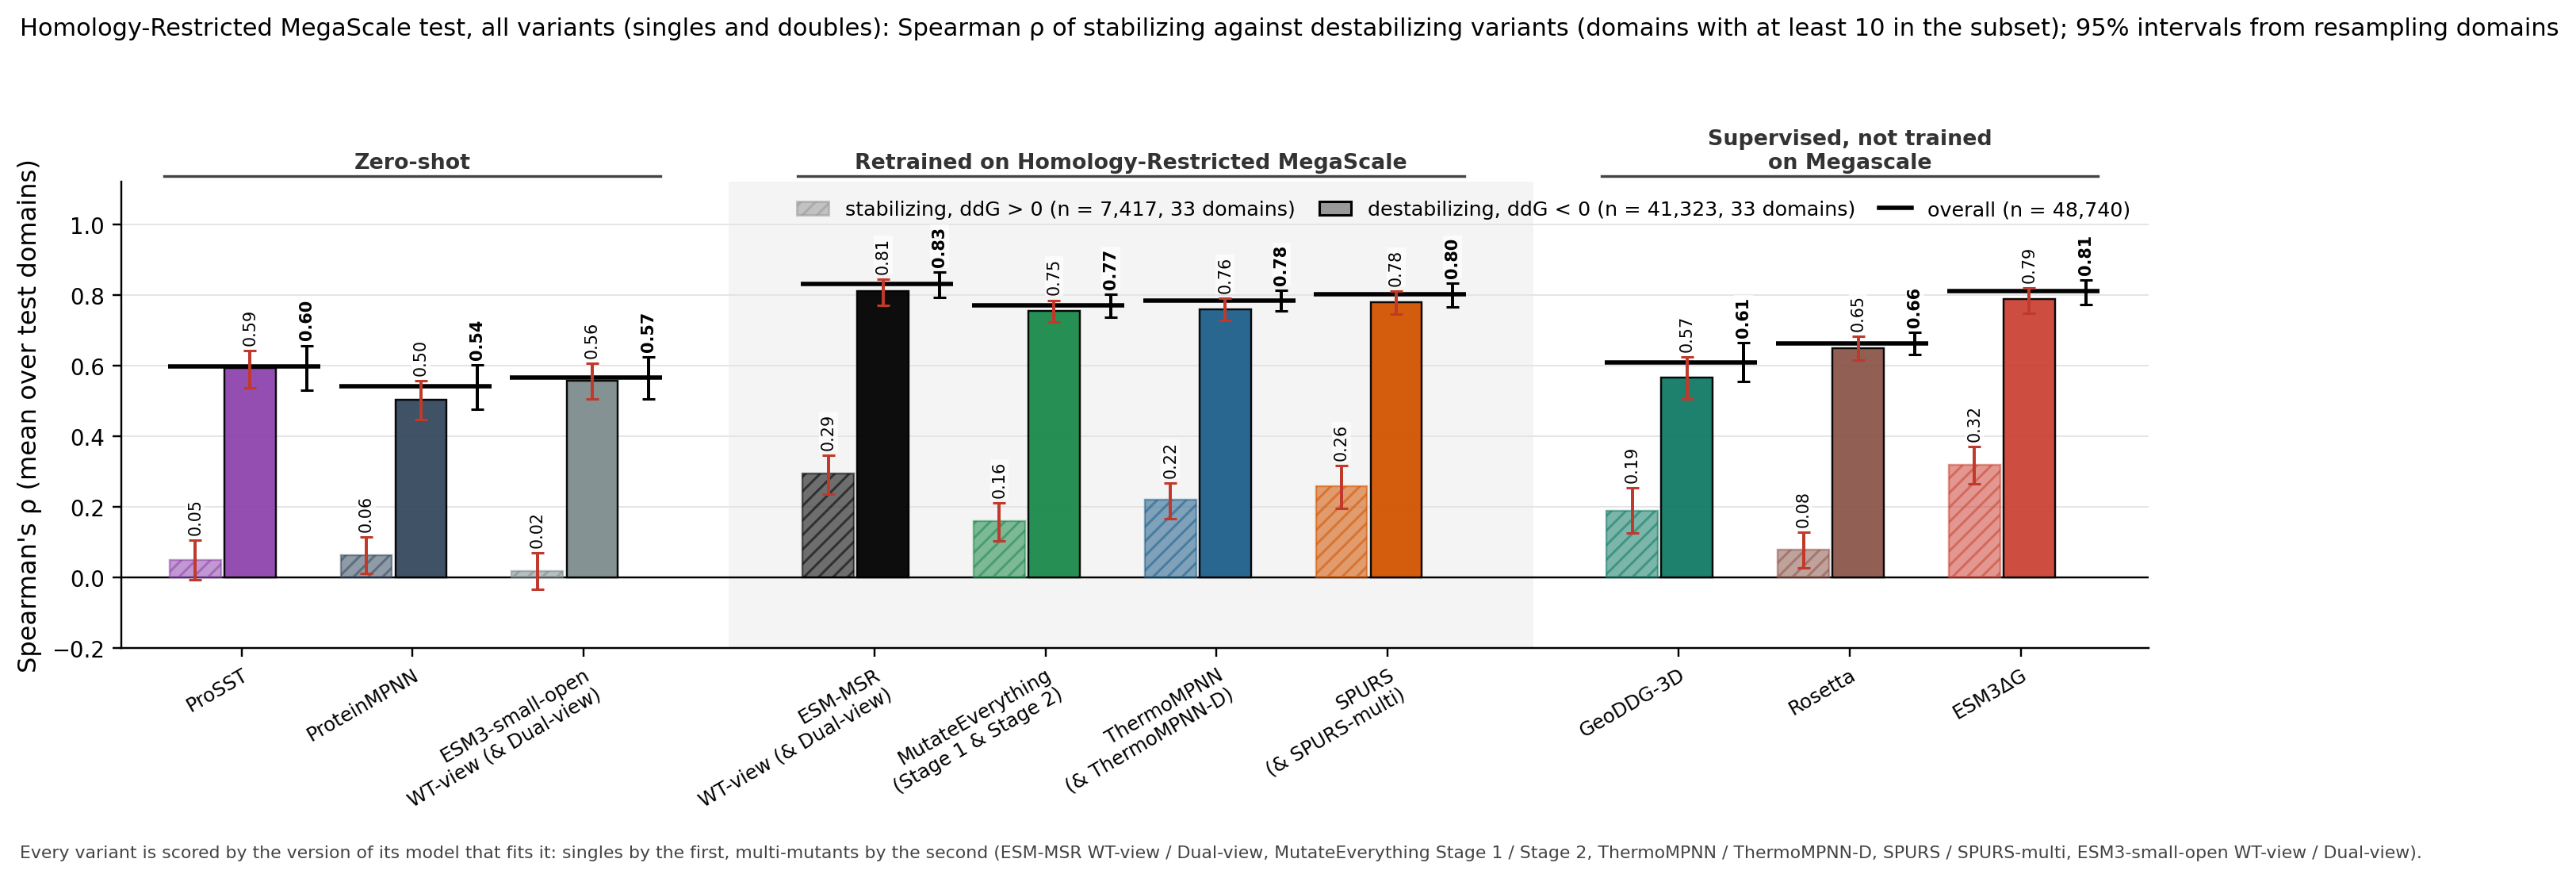 Homology-Restricted MegaScale test, all variants (singles and doubles): Spearman ρ of stabilizing against destabilizing variants (domains with at least 10 in the subset); 95% intervals from resampling domains
Zero-shot
Retrained on Homology-Restricted MegaScale
Supervised, not trained
on Megascale
stabilizing, ddG > 0 (n = 7,417, 33 domains)
destabilizing, ddG < 0 (n = 41,323, 33 domains)
overall (n = 48,740)
Spearman's ρ (mean over test domains)
1.0
0.8
0.6
0.4
0.2
0.0
−0.2
0.05
0.59
0.60
0.06
0.50
0.54
0.02
0.56
0.57
0.29
0.81
0.83
0.16
0.75
0.77
0.22
0.76
0.78
0.26
0.78
0.80
0.19
0.57
0.61
0.08
0.65
0.66
0.32
0.79
0.81
ProSST
ProteinMPNN
ESM3-small-open
WT-view (& Dual-view)
ESM-MSR
WT-view (& Dual-view)
MutateEverything
(Stage 1 & Stage 2)
ThermoMPNN
(& ThermoMPNN-D)
SPURS
(& SPURS-multi)
GeoDDG-3D
Rosetta
ESM3ΔG
Every variant is scored by the version of its model that fits it: singles by the first, multi-mutants by the second (ESM-MSR WT-view / Dual-view, MutateEverything Stage 1 / Stage 2, ThermoMPNN / ThermoMPNN-D, SPURS / SPURS-multi, ESM3-small-open WT-view / Dual-view).